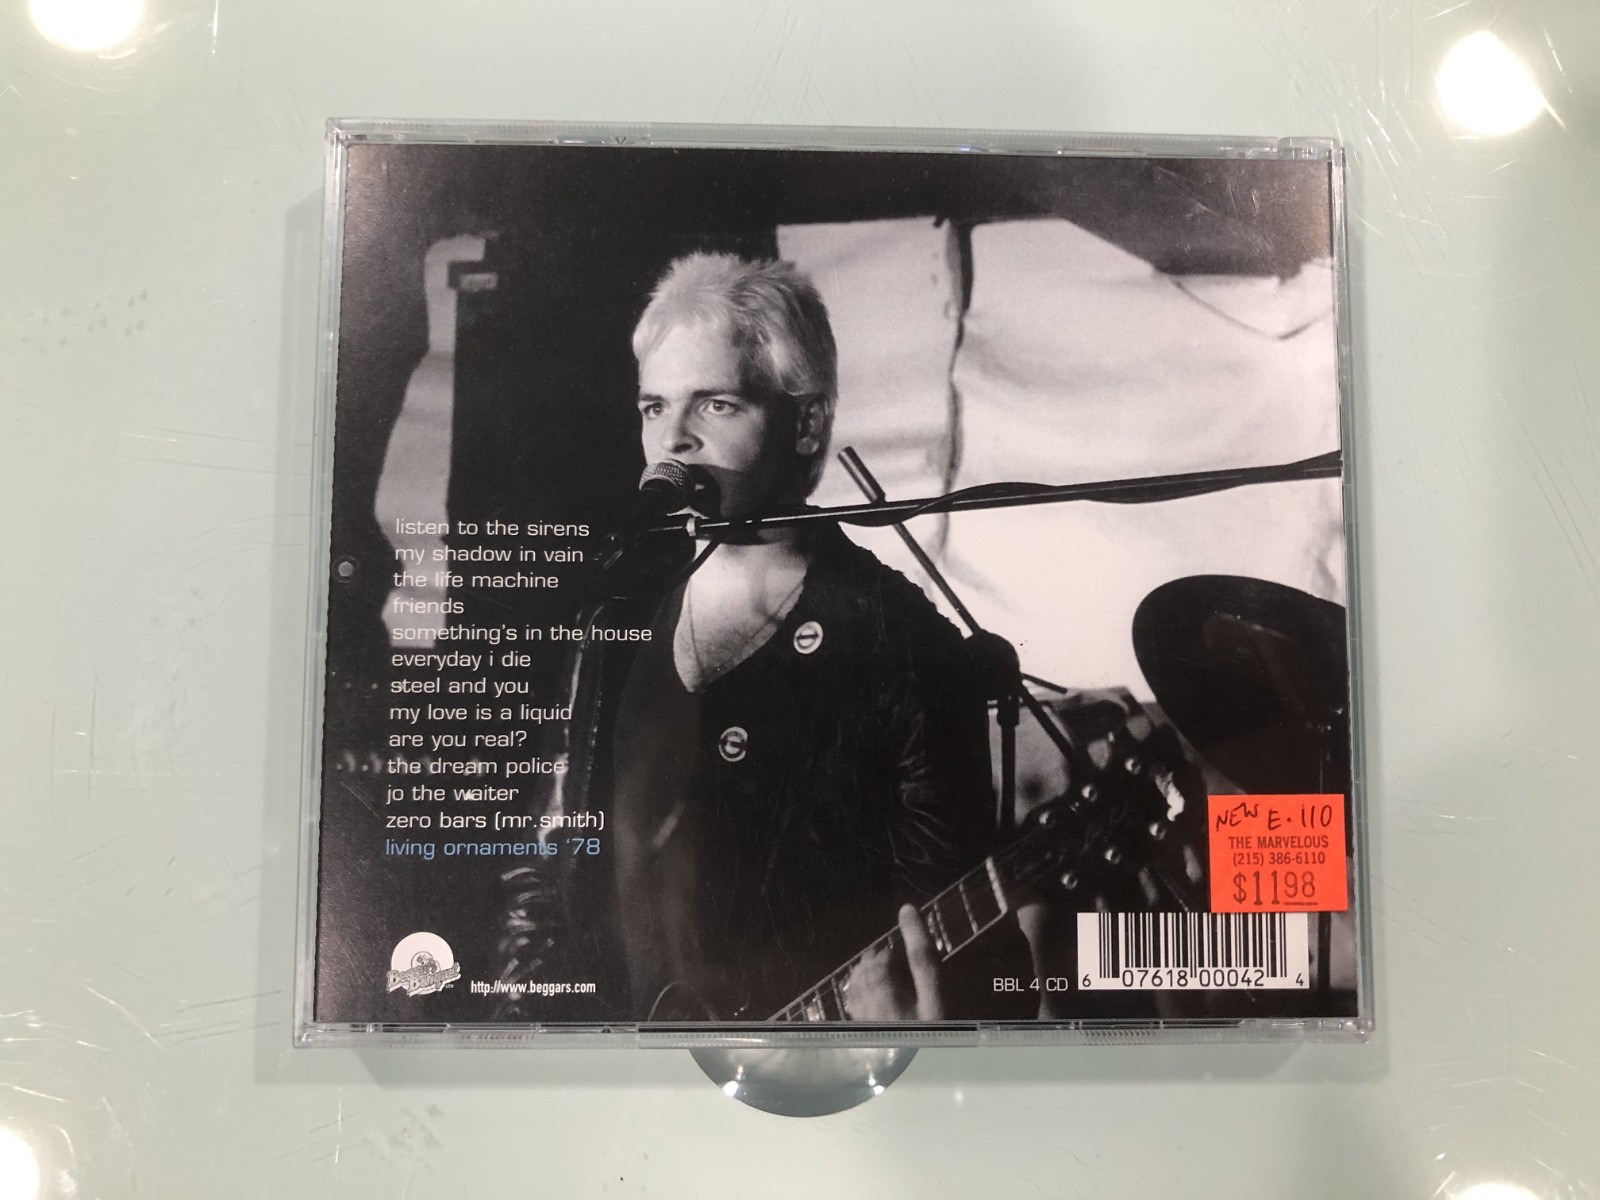 listen to the sirens
my shadow in vain
the life machine
friends
something's in the house
everyday i die
steel and you
my love is a liquid
are you real?
the dream police
jo the waiter
zero bars (mr.smith)
living ornaments '78
Beggars Banquet
http://www.beggars.com
BBL 4 CD
6 07618 00042 4
NEW E. 110
THE MARVELOUS
(215) 386-6110
$11.98